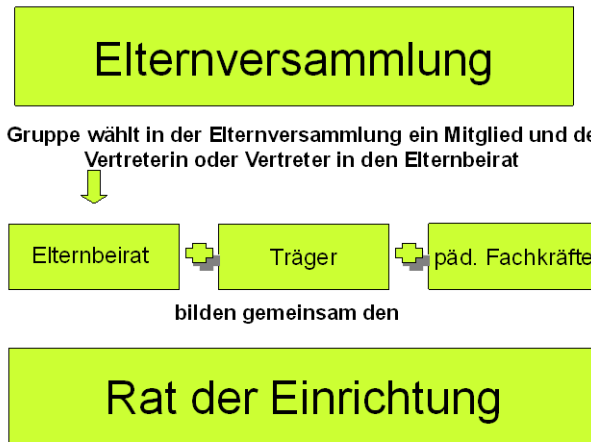 Elternversammlung
Gruppe wählt in der Elternversammlung ein Mitglied und
Vertreterin oder Vertreter in den Elternbeirat
Elternbeirat Träger päd. Fachkräfte
bilden gemeinsam den
Rat der Einrichtung